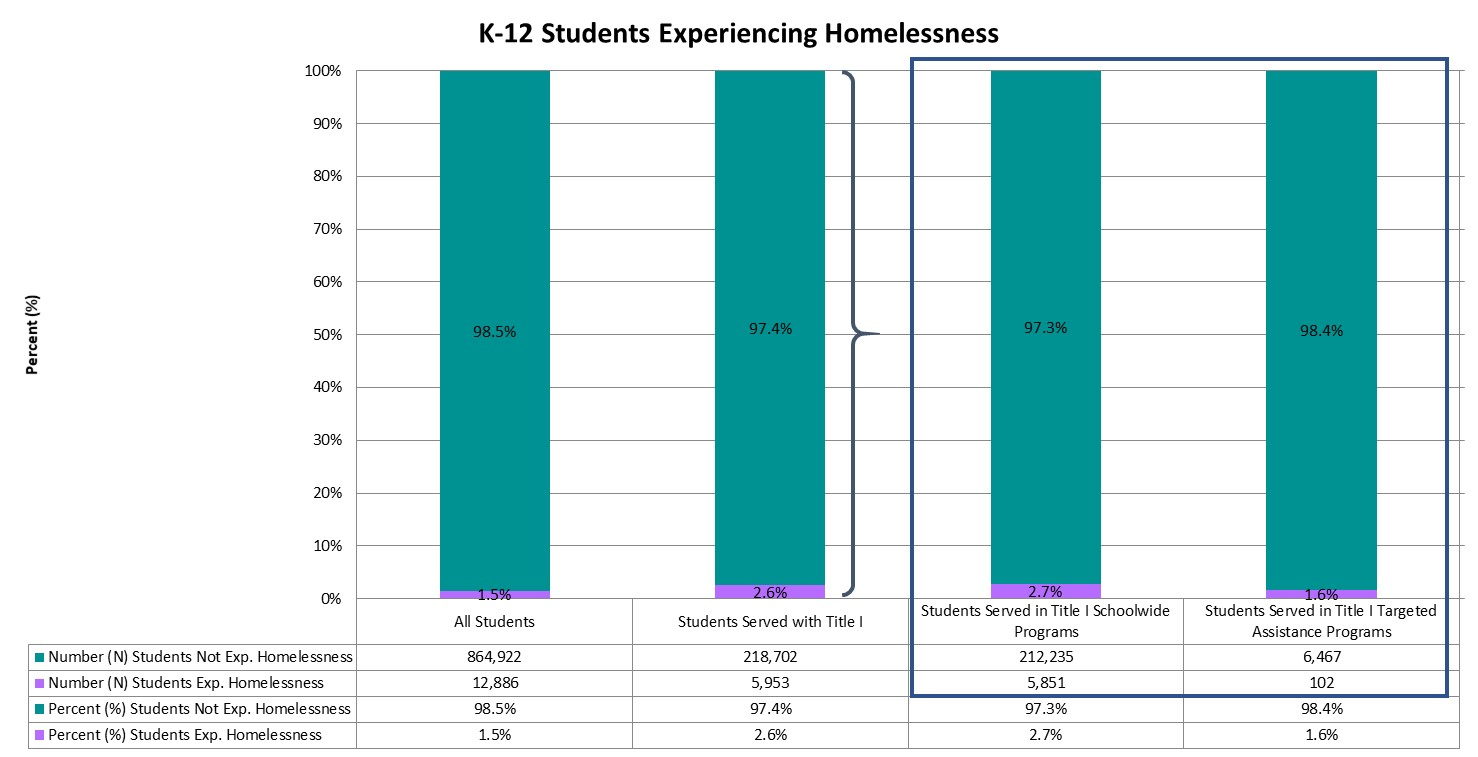 K-12 Students Experiencing Homelessness
Percent (%)
100%
90%
80%
70%
60%
50%
40%
30%
20%
10%
0%
98.5%
97.4%
97.3%
98.4%
1.5%
2.6%
2.7%
1.6%
All Students
Students Served with Title I
Students Served in Title I Schoolwide
Programs
Students Served in Title I Targeted
Assistance Programs
Number (N) Students Not Exp. Homelessness 864,922 218,702 212,235 6,467
Number (N) Students Exp. Homelessness 12,886 5,953 5,851 102
Percent (%) Students Not Exp. Homelessness 98.5% 97.4% 97.3% 98.4%
Percent (%) Students Exp. Homelessness 1.5% 2.6% 2.7% 1.6%